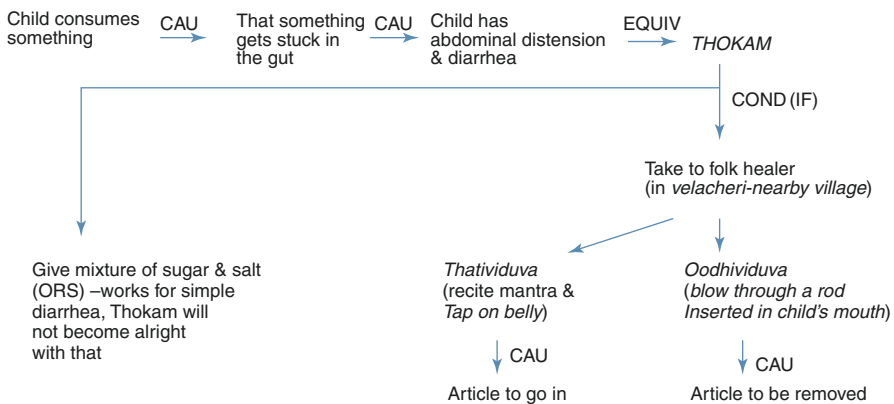 Child consumes
something
CAU
That something
gets stuck in
the gut
CAU
Child has
abdominal distension
& diarrhea
EQUIV
THOKAM
COND (IF)
Take to folk healer
(in velacheri-nearby village)
Give mixture of sugar & salt
(ORS) –works for simple
diarrhea, Thokam will
not become alright
with that
Thatividuva
(recite mantra &
Tap on belly)
CAU
Article to go in
Oodhividuva
(blow through a rod
Inserted in child's mouth)
CAU
Article to be removed